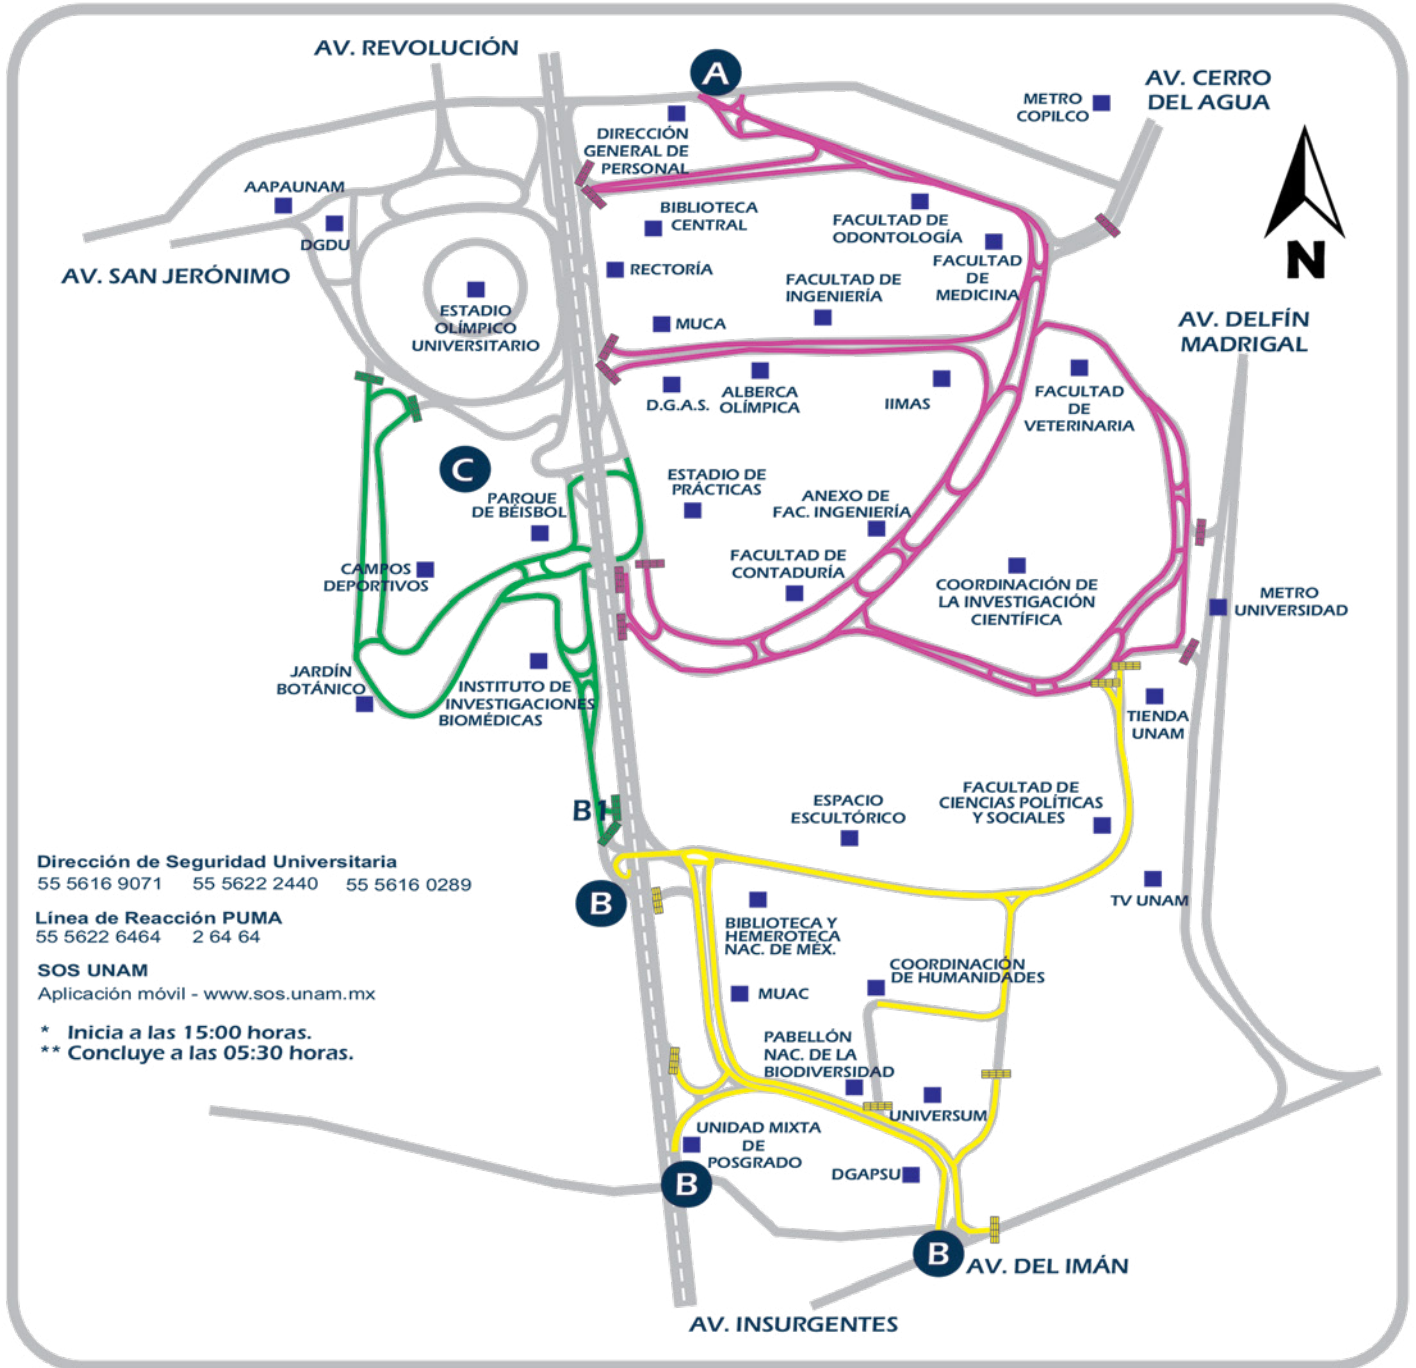 AV. REVOLUCIÓN
A
AV. CERRO
DEL AGUA
METRO
COPILCO
DIRECCIÓN
GENERAL DE
PERSONAL
AAPAUNAM
DGDU
BIBLIOTECA
CENTRAL
FACULTAD DE
ODONTOLOGÍA
FACULTAD
DE
MEDICINA
N
AV. SAN JERÓNIMO
RECTORÍA
FACULTAD DE
INGENIERÍA
ESTADIO
OLÍMPICO
UNIVERSITARIO
MUCA
AV. DELFÍN
MADRIGAL
D.G.A.S.
ALBERCA
OLÍMPICA
IIMAS
FACULTAD
DE
VETERINARIA
C
PARQUE
DE BÉISBOL
ESTADIO DE
PRÁCTICAS
ANEXO DE
FAC. INGENIERÍA
CAMPOS
DEPORTIVOS
FACULTAD DE
CONTADURÍA
COORDINACIÓN DE
LA INVESTIGACIÓN
CIENTÍFICA
METRO
UNIVERSIDAD
JARDÍN
BOTÁNICO
INSTITUTO DE
INVESTIGACIONES
BIOMÉDICAS
TIENDA
UNAM
B1
ESPACIO
ESCULTÓRICO
FACULTAD DE
CIENCIAS POLÍTICAS
Y SOCIALES
Dirección de Seguridad Universitaria
55 5616 9071 55 5622 2440 55 5616 0289
Línea de Reacción PUMA
55 5622 6464 2 64 64
SOS UNAM
Aplicación móvil - www.sos.unam.mx
* Inicia a las 15:00 horas.
** Concluye a las 05:30 horas.
B
TV UNAM
BIBLIOTECA Y
HEMEROTECA
NAC. DE MÉX.
COORDINACIÓN
DE HUMANIDADES
MUAC
PABELLÓN
NAC. DE LA
BIODIVERSIDAD
UNIVERSUM
UNIDAD MIXTA
DE
POSGRADO
DGAPSU
B
B
AV. DEL IMÁN
AV. INSURGENTES